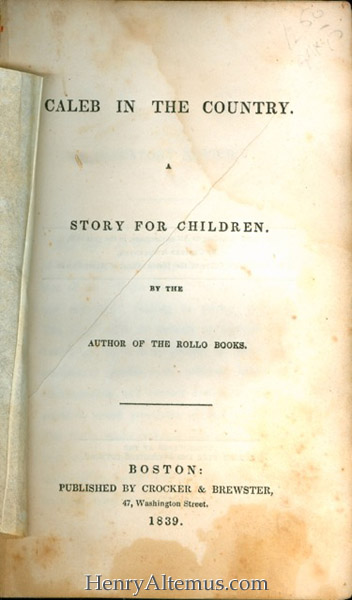 CALEB IN THE COUNTRY.
A
STORY FOR CHILDREN.
BY THE
AUTHOR OF THE ROLLO BOOKS.
BOSTON:
PUBLISHED BY CROCKER & BREWSTER,
47, Washington Street.
1839.
HenryAltemus.com